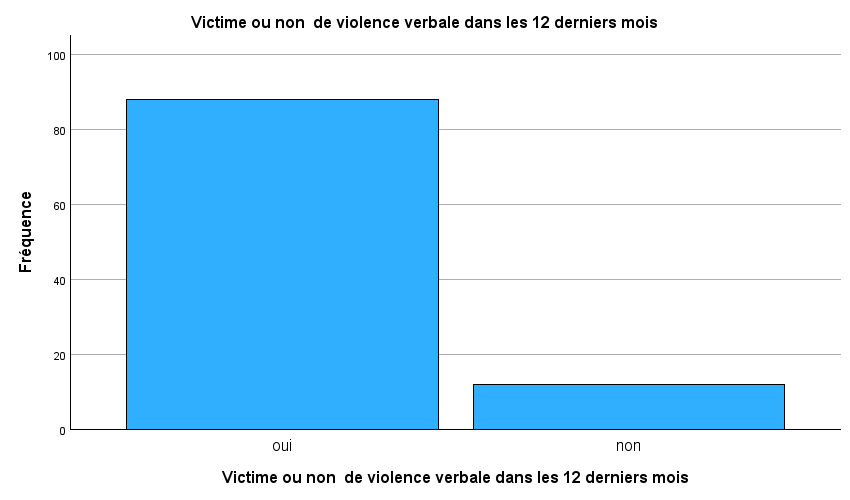 Victime ou non  de violence verbale dans les 12 derniers mois
100
80
60
40
20
0
Fréquence
oui non
Victime ou non  de violence verbale dans les 12 derniers mois